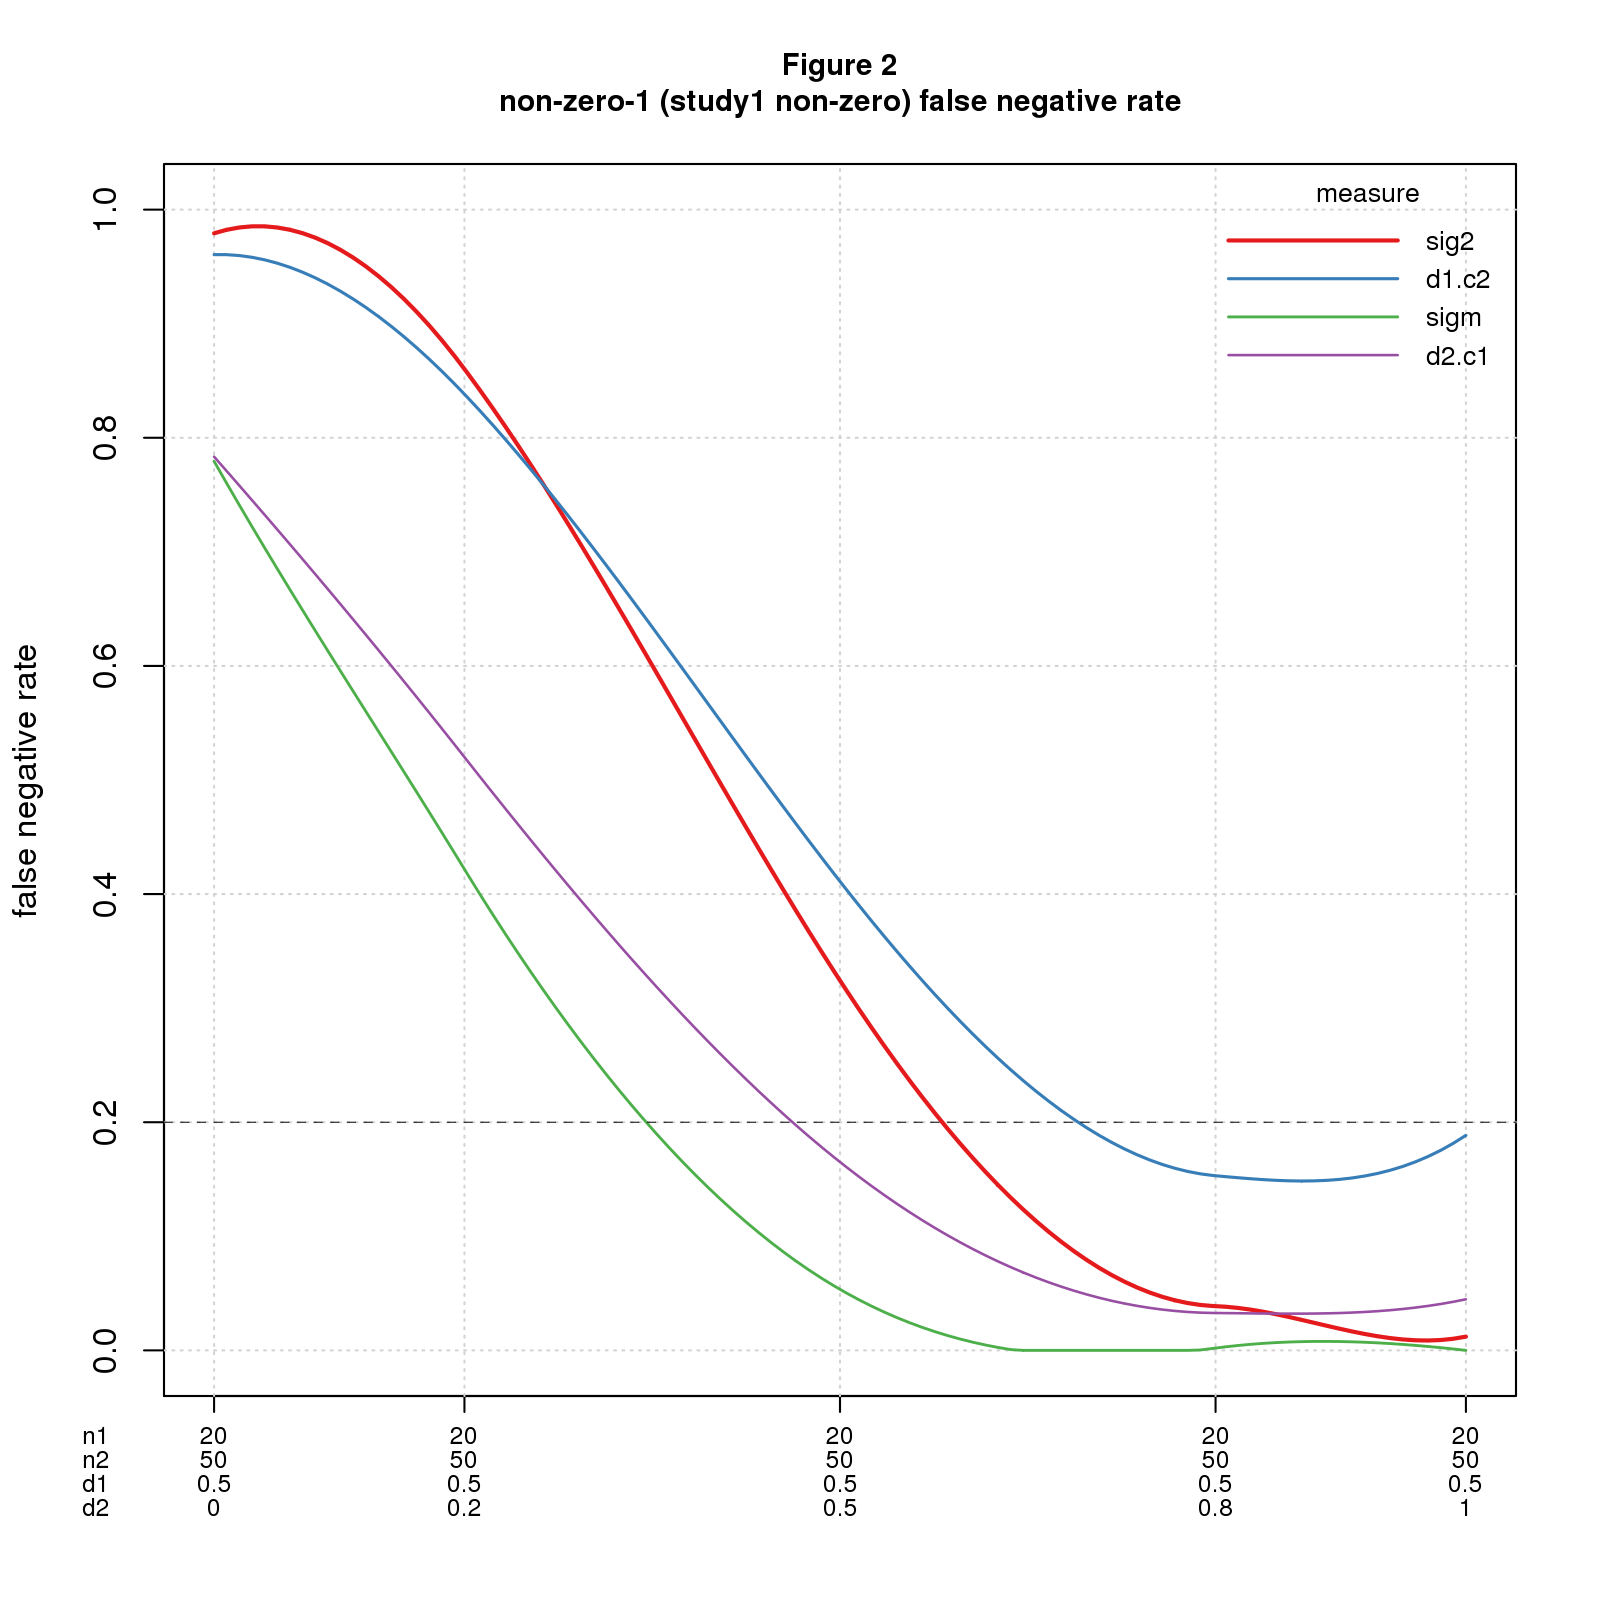 Figure 2
non-zero-1 (study1 non-zero) false negative rate
measure
sig2
d1.c2
sigm
d2.c1
false negative rate
1.0
0.8
0.6
0.4
0.2
0.0
n1 20 20 20 20 20
n2 50 50 50 50 50
d1 0.5 0.5 0.5 0.5 0.5
d2 0 0.2 0.5 0.8 1